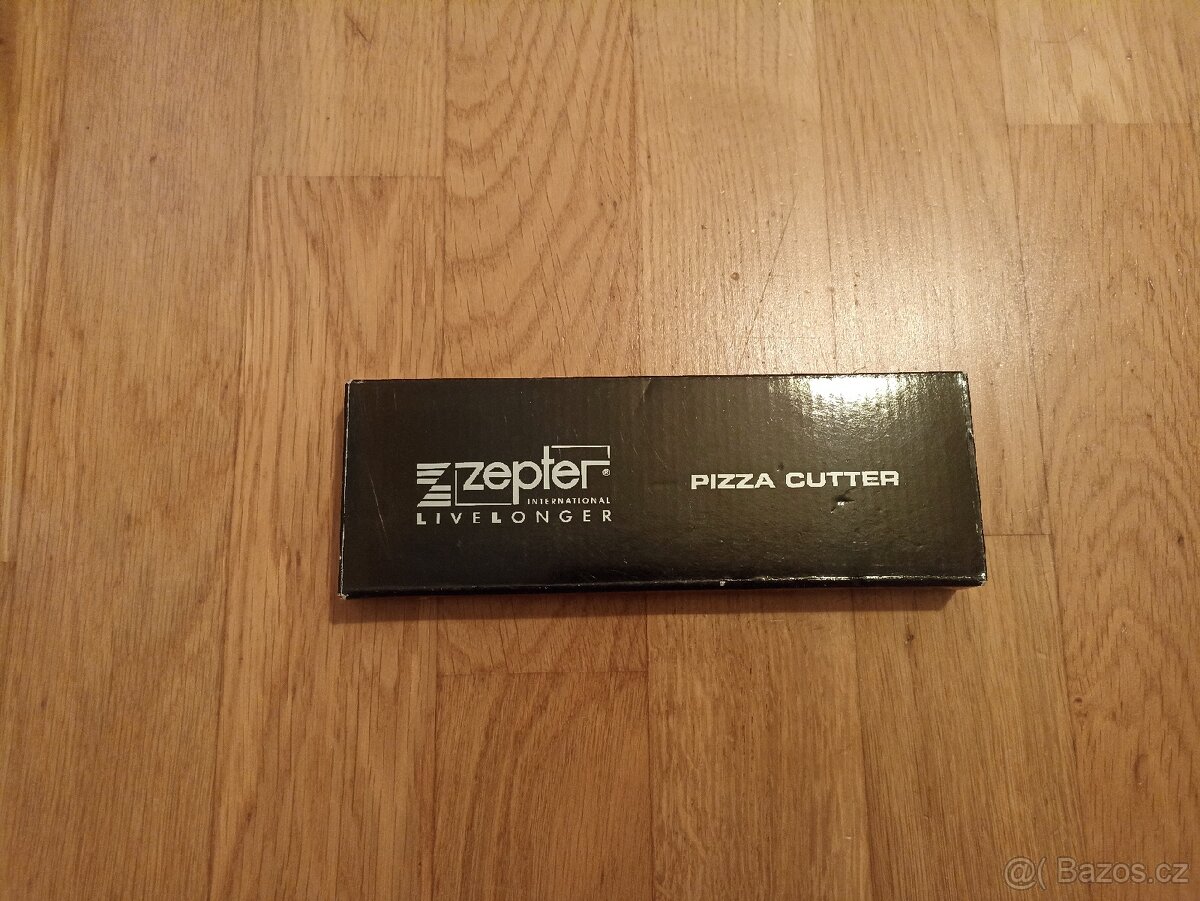 zepter®
INTERNATIONAL
LIVELONGER
PIZZA CUTTER
@( Bazos.cz